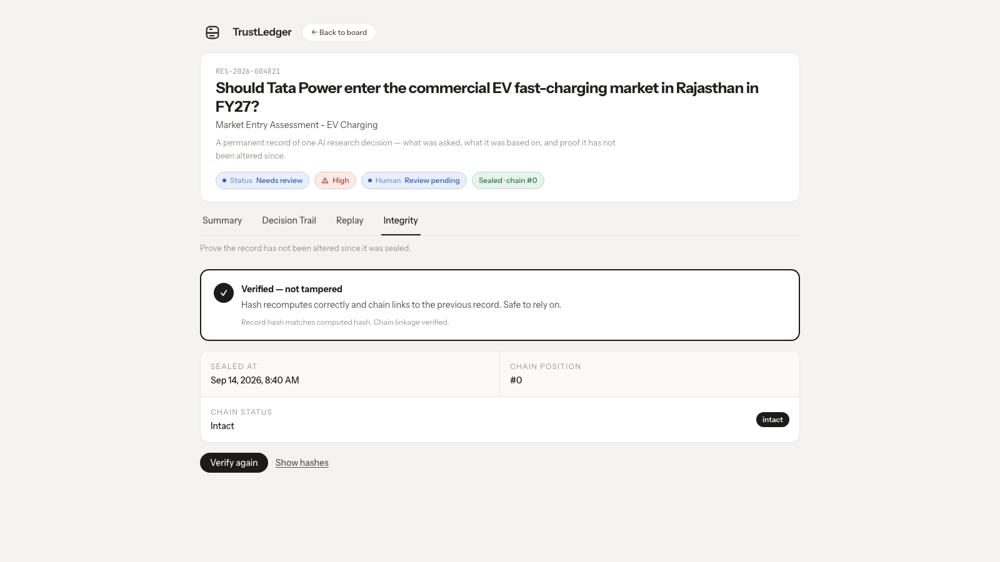 TrustLedger
← Back to board
RES-2026-004821
Should Tata Power enter the commercial EV fast-charging market in Rajasthan in
FY27?
Market Entry Assessment - EV Charging
A permanent record of one AI research decision — what was asked, what it was based on, and proof it has not
been altered since.
Status Needs review
High
Human Review pending
Sealed · chain #0
Summary
Decision Trail
Replay
Integrity
Prove the record has not been altered since it was sealed.
Verified — not tampered
Hash recomputes correctly and chain links to the previous record. Safe to rely on.
Record hash matches computed hash. Chain linkage verified.
SEALED AT
Sep 14, 2026, 8:40 AM
CHAIN POSITION
#0
CHAIN STATUS
Intact
intact
Verify again
Show hashes